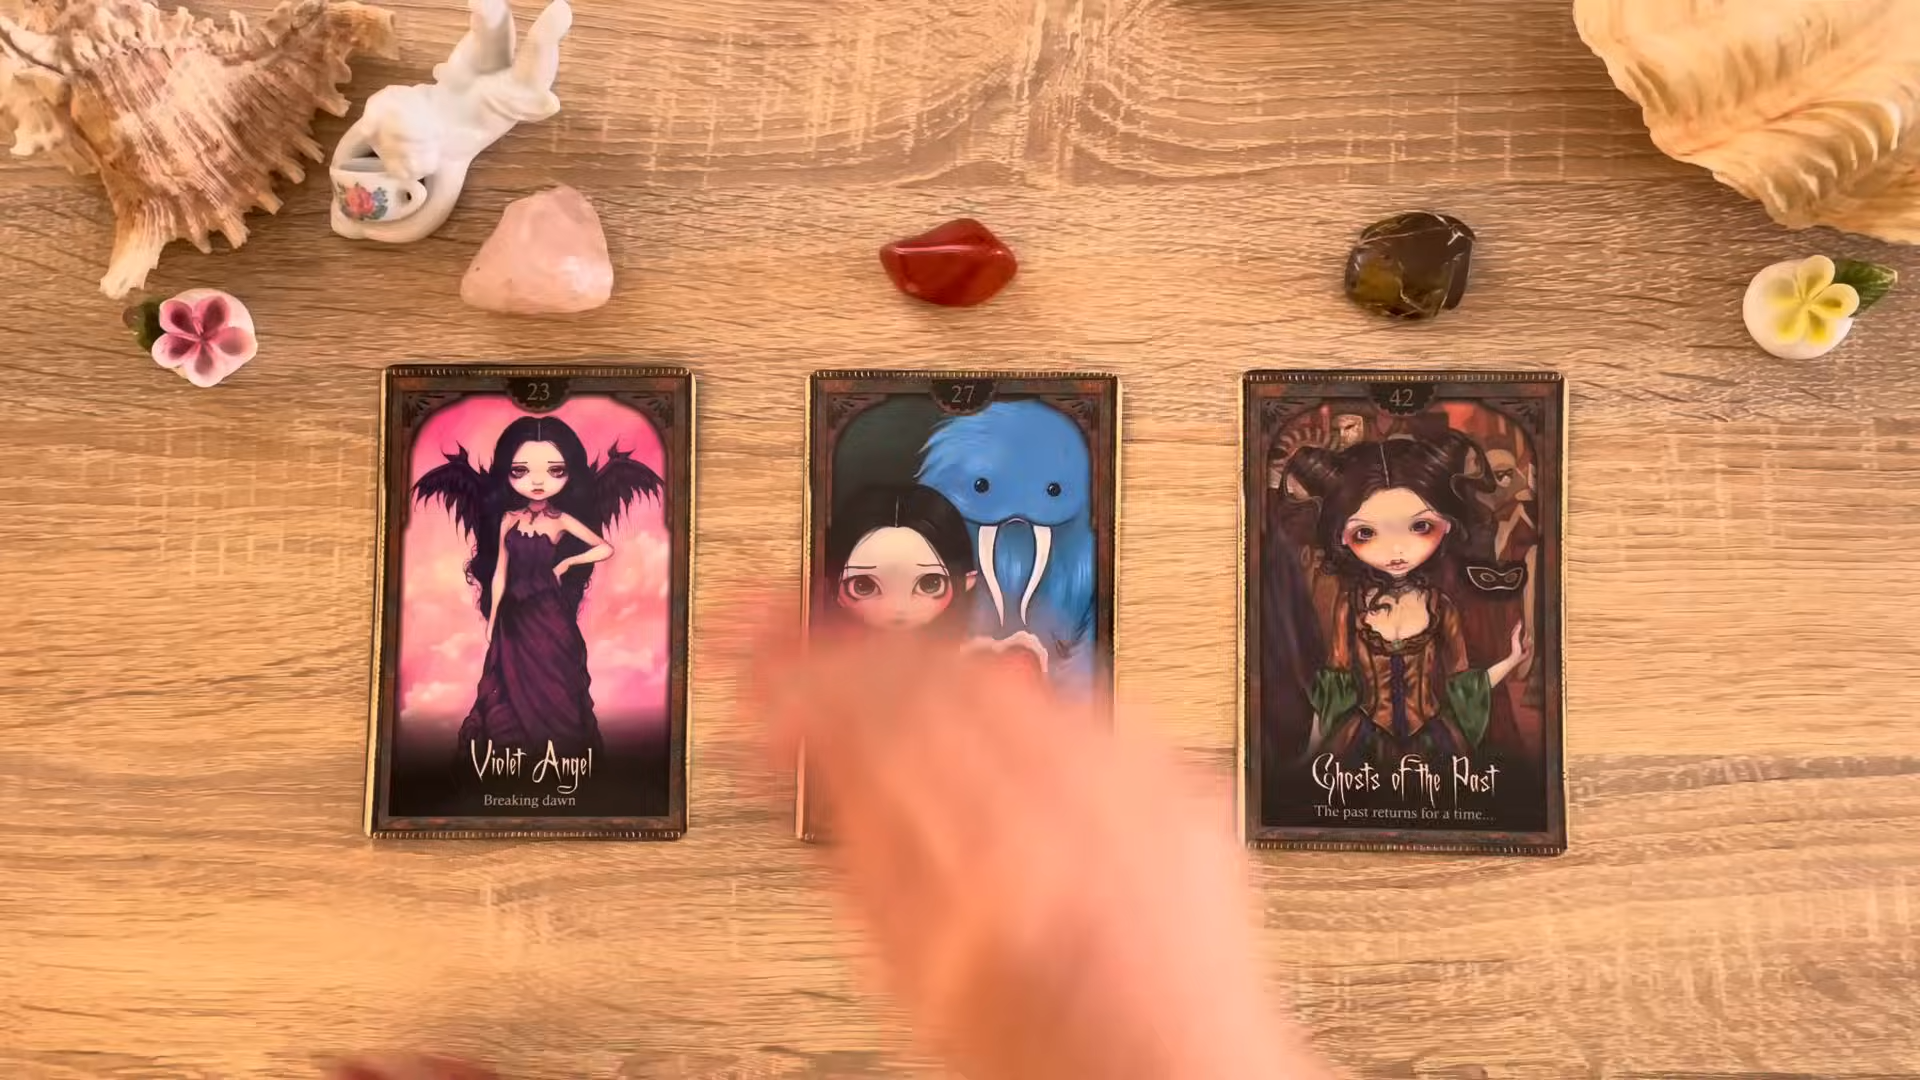 23
Violet Angel
Breaking dawn
27
42
Ghosts of the Past
The past returns for a time...